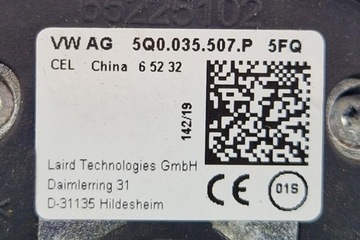 65225102
VW AG 5Q0.035.507.P 5FQ
CEL China 6 52 32
142/19
Laird Technologies GmbH
Daimlerring 31
D-31135 Hildesheim
CE 01S